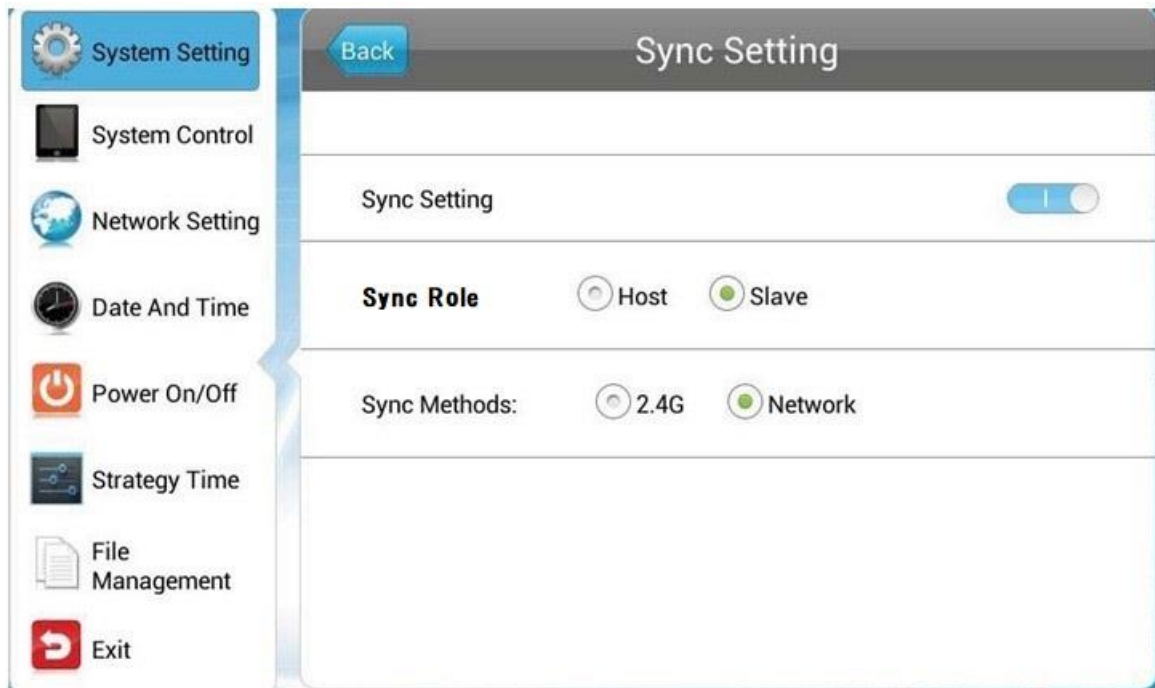 System Setting
System Control
Network Setting
Date And Time
Power On/Off
Strategy Time
File
Management
Exit
Back
Sync Setting
Sync Setting
Sync Role Host Slave
Sync Methods: 2.4G Network